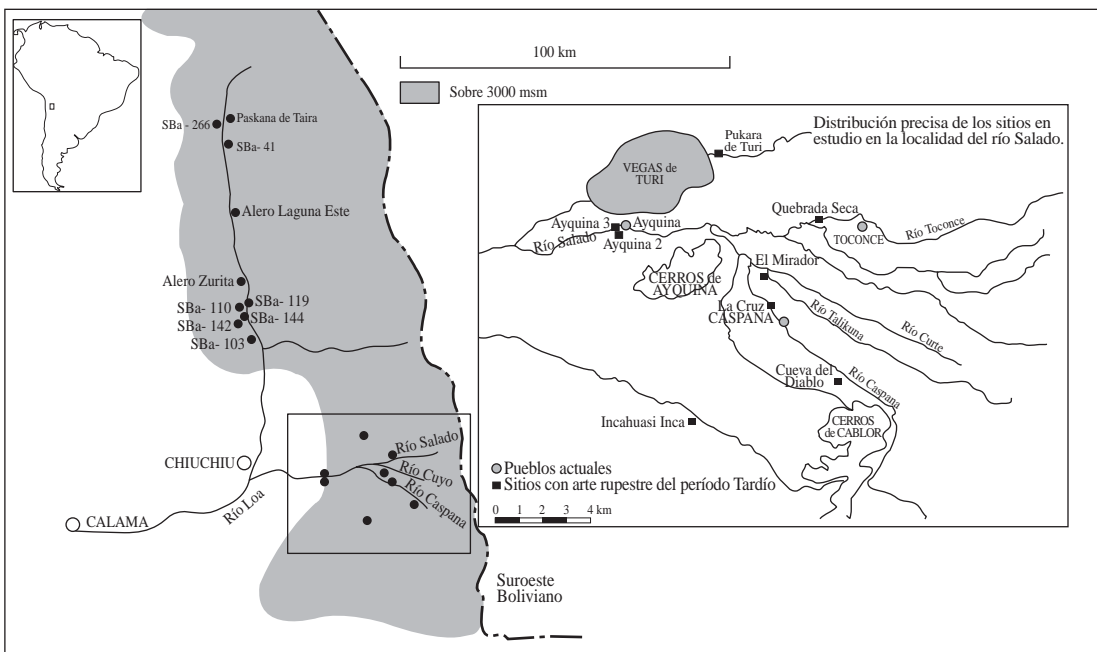 100 km
Sobre 3000 msm
Paskana de Taira
SBa - 266
SBa- 41
Alero Laguna Este
Alero Zurita
SBa- 119
SBa- 110
SBa- 144
SBa- 142
SBa- 103
CHIUCHIU
CALAMA
Río Loa
Río Salado
Río Cuyo
Río Caspana
Suroeste
Boliviano
Distribución precisa de los sitios en
estudio en la localidad del río Salado.
Pukara
de Turi
VEGAS de
TURI
Quebrada Seca
Río Toconce
TOCONCE
Ayquina 3
Ayquina
Río Salado
Ayquina 2
El Mirador
CERROS de
AYQUINA
La Cruz
CASPANA
Río Talikuna
Río Curte
Cueva del
Diablo
Río Caspana
Incahuasi Inca
CERROS
de CABLOR
Pueblos actuales
Sitios con arte rupestre del período Tardío
0 1 2 3 4 km